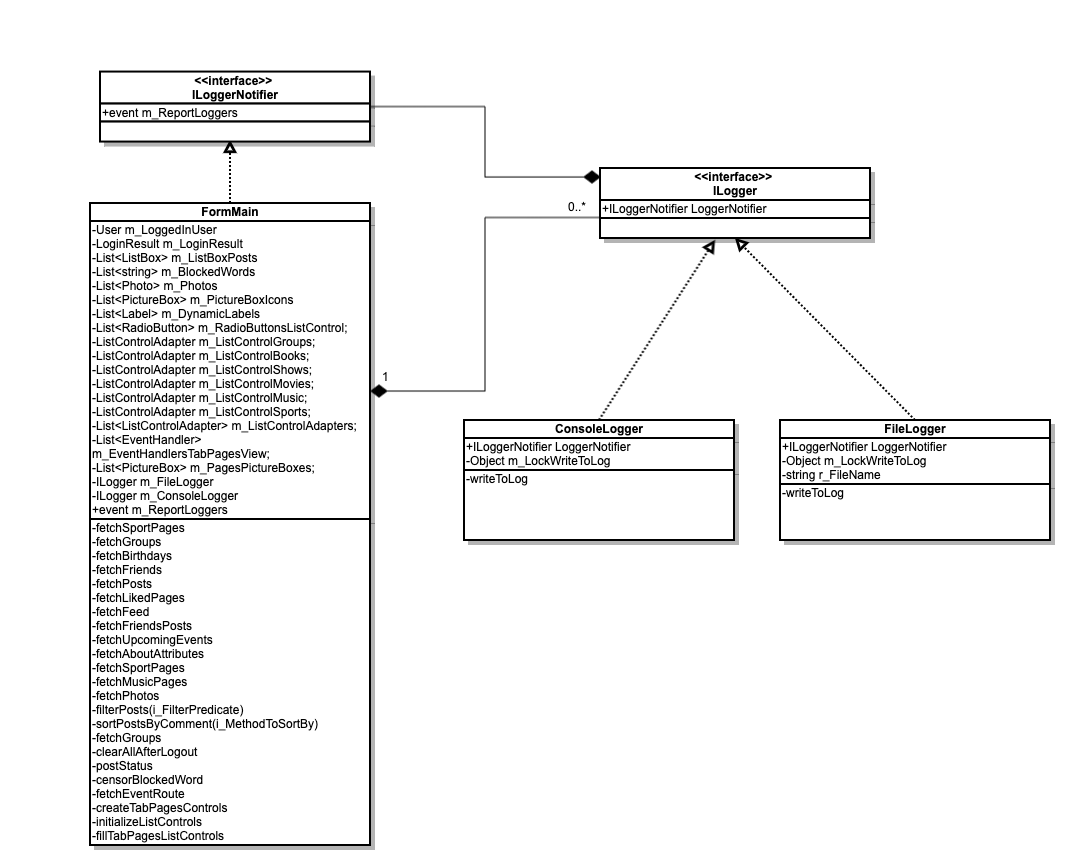 <<interface>>
ILoggerNotifier
+event m_ReportLoggers
<<interface>>
ILogger
+ILoggerNotifier LoggerNotifier
0..*
1
FormMain
-User m_LoggedInUser
-LoginResult m_LoginResult
-List<ListBox> m_ListBoxPosts
-List<string> m_BlockedWords
-List<Photo> m_Photos
-List<PictureBox> m_PictureBoxIcons
-List<Label> m_DynamicLabels
-List<RadioButton> m_RadioButtonsListControl;
-ListControlAdapter m_ListControlGroups;
-ListControlAdapter m_ListControlBooks;
-ListControlAdapter m_ListControlShows;
-ListControlAdapter m_ListControlMovies;
-ListControlAdapter m_ListControlMusic;
-ListControlAdapter m_ListControlSports;
-List<ListControlAdapter> m_ListControlAdapters;
-List<EventHandler>
m_EventHandlersTabPagesView;
-List<PictureBox> m_PagesPictureBoxes;
-ILogger m_FileLogger
-ILogger m_ConsoleLogger
+event m_ReportLoggers
-fetchSportPages
-fetchGroups
-fetchBirthdays
-fetchFriends
-fetchPosts
-fetchLikedPages
-fetchFeed
-fetchFriendsPosts
-fetchUpcomingEvents
-fetchAboutAttributes
-fetchSportPages
-fetchMusicPages
-fetchPhotos
-filterPosts(i_FilterPredicate)
-sortPostsByComment(i_MethodToSortBy)
-fetchGroups
-clearAllAfterLogout
-postStatus
-censorBlockedWord
-fetchEventRoute
-createTabPagesControls
-initializeListControls
-fillTabPagesListControls
ConsoleLogger
+ILoggerNotifier LoggerNotifier
-Object m_LockWriteToLog
-writeToLog
FileLogger
+ILoggerNotifier LoggerNotifier
-Object m_LockWriteToLog
-string r_FileName
-writeToLog